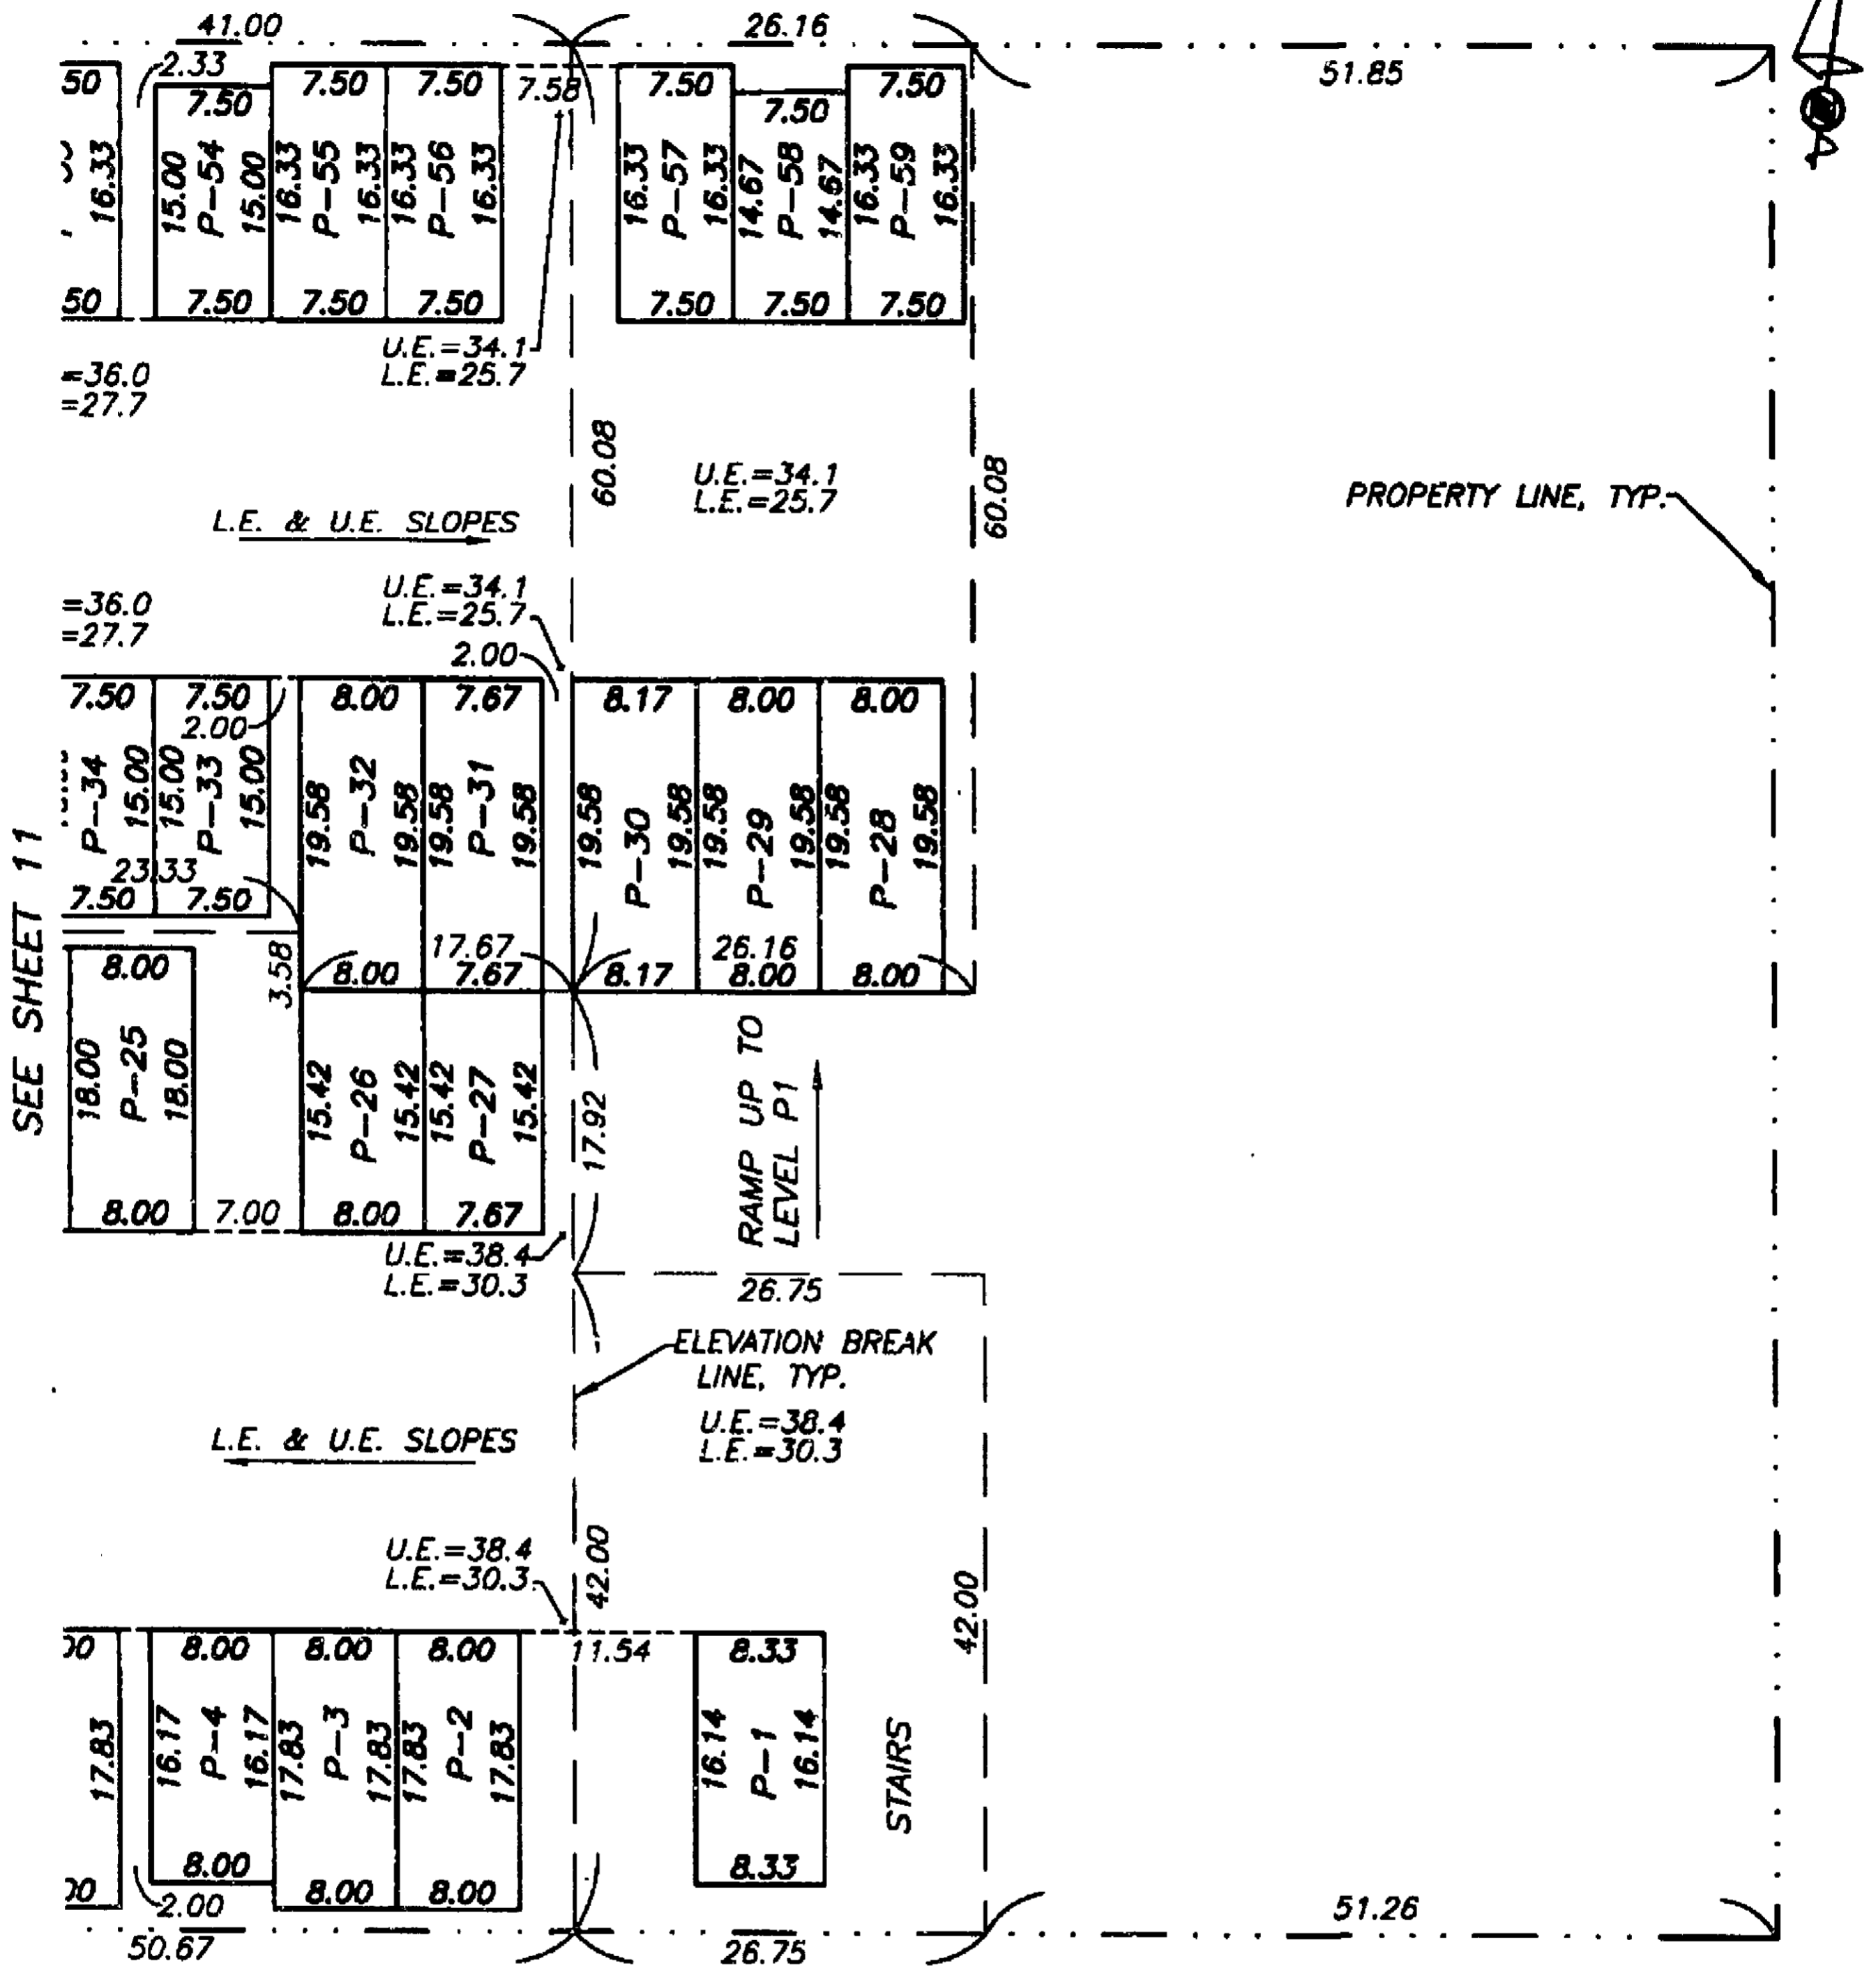 41.00
26.16
51.85
2.33
50
7.50
7.50
7.50
7.58
7.50
7.50
7.50
16.33
15.00
P-54
15.00
16.33
P-55
16.33
16.33
P-56
16.33
16.33
P-57
16.33
14.67
P-58
14.67
16.33
P-59
16.33
50
7.50
7.50
7.50
7.50
7.50
7.50
U.E.=34.1
L.E.=25.7
=36.0
=27.7
60.08
U.E.=34.1
L.E.=25.7
60.08
PROPERTY LINE, TYP.
L.E. & U.E. SLOPES
U.E.=34.1
L.E.=25.7
=36.0
=27.7
2.00
7.50
7.50
8.00
7.67
8.17
8.00
8.00
2.00
P-34
15.00
15.00
P-33
15.00
19.58
P-32
19.58
19.58
P-31
19.58
19.58
P-30
19.58
19.58
P-29
19.58
19.58
P-28
19.58
23.33
7.50
7.50
SEE SHEET 11
17.67
26.16
8.00
3.58
8.00
7.67
8.17
8.00
8.00
18.00
P-25
18.00
15.42
P-26
15.42
15.42
P-27
15.42
17.92
RAMP UP TO
LEVEL P1
8.00
7.00
8.00
7.67
U.E.=38.4
L.E.=30.3
26.75
ELEVATION BREAK
LINE, TYP.
U.E.=38.4
L.E.=30.3
L.E. & U.E. SLOPES
U.E.=38.4
L.E.=30.3
42.00
42.00
00
8.00
8.00
8.00
11.54
8.33
17.83
16.17
P-4
16.17
17.83
P-3
17.83
17.83
P-2
17.83
16.14
P-1
16.14
STAIRS
00
8.00
8.00
8.00
8.33
2.00
50.67
26.75
51.26